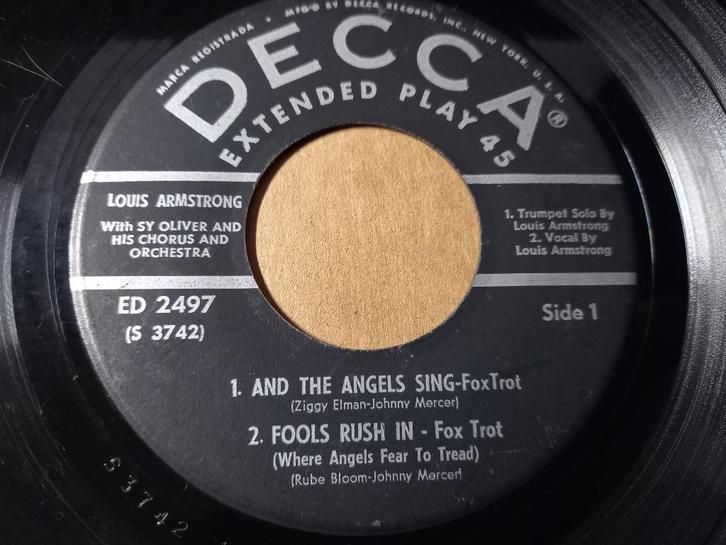 MARCA REGISTRADA • MFG'D BY DECCA RECORDS, INC., NEW YORK, U. S. A.
DECCA®
EXTENDED PLAY 45
LOUIS ARMSTRONG
With SY OLIVER AND
HIS CHORUS AND
ORCHESTRA
1. Trumpet Solo By
Louis Armstrong
2. Vocal By
Louis Armstrong
ED 2497
(S 3742)
Side 1
1. AND THE ANGELS SING-FoxTrot
(Ziggy Elman-Johnny Mercer)
2. FOOLS RUSH IN - Fox Trot
(Where Angels Fear To Tread)
(Rube Bloom-Johnny Mercer)
S3742